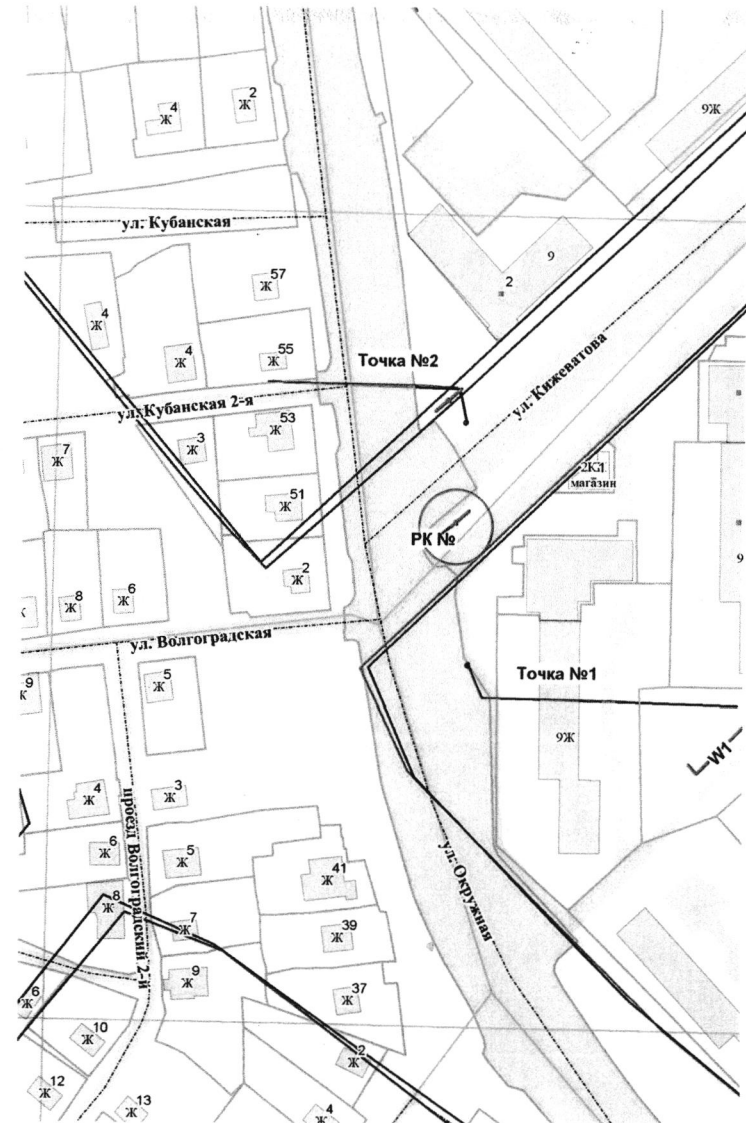 2
4
Ж
Ж
9Ж
ул. Кубанская
57
Ж
9
2
4
Ж
4
Ж
55
Ж
Точка №2
ул. Кижеватова
ул. Кубанская 2-я
53
Ж
3
Ж
7
Ж
2КЖ1
магазин
51
Ж
РК №
2
Ж
9
8
Ж
6
Ж
ул. Волгоградская
9
Ж
5
Ж
Точка №1
9Ж
W1
4
Ж
3
Ж
проезд Волгоградский 2-й
6
Ж
5
Ж
41
Ж
ул. Окружная
8
Ж
7
Ж
39
Ж
9
Ж
37
Ж
6
Ж
10
Ж
2
Ж
12
Ж
13
Ж
4
Ж